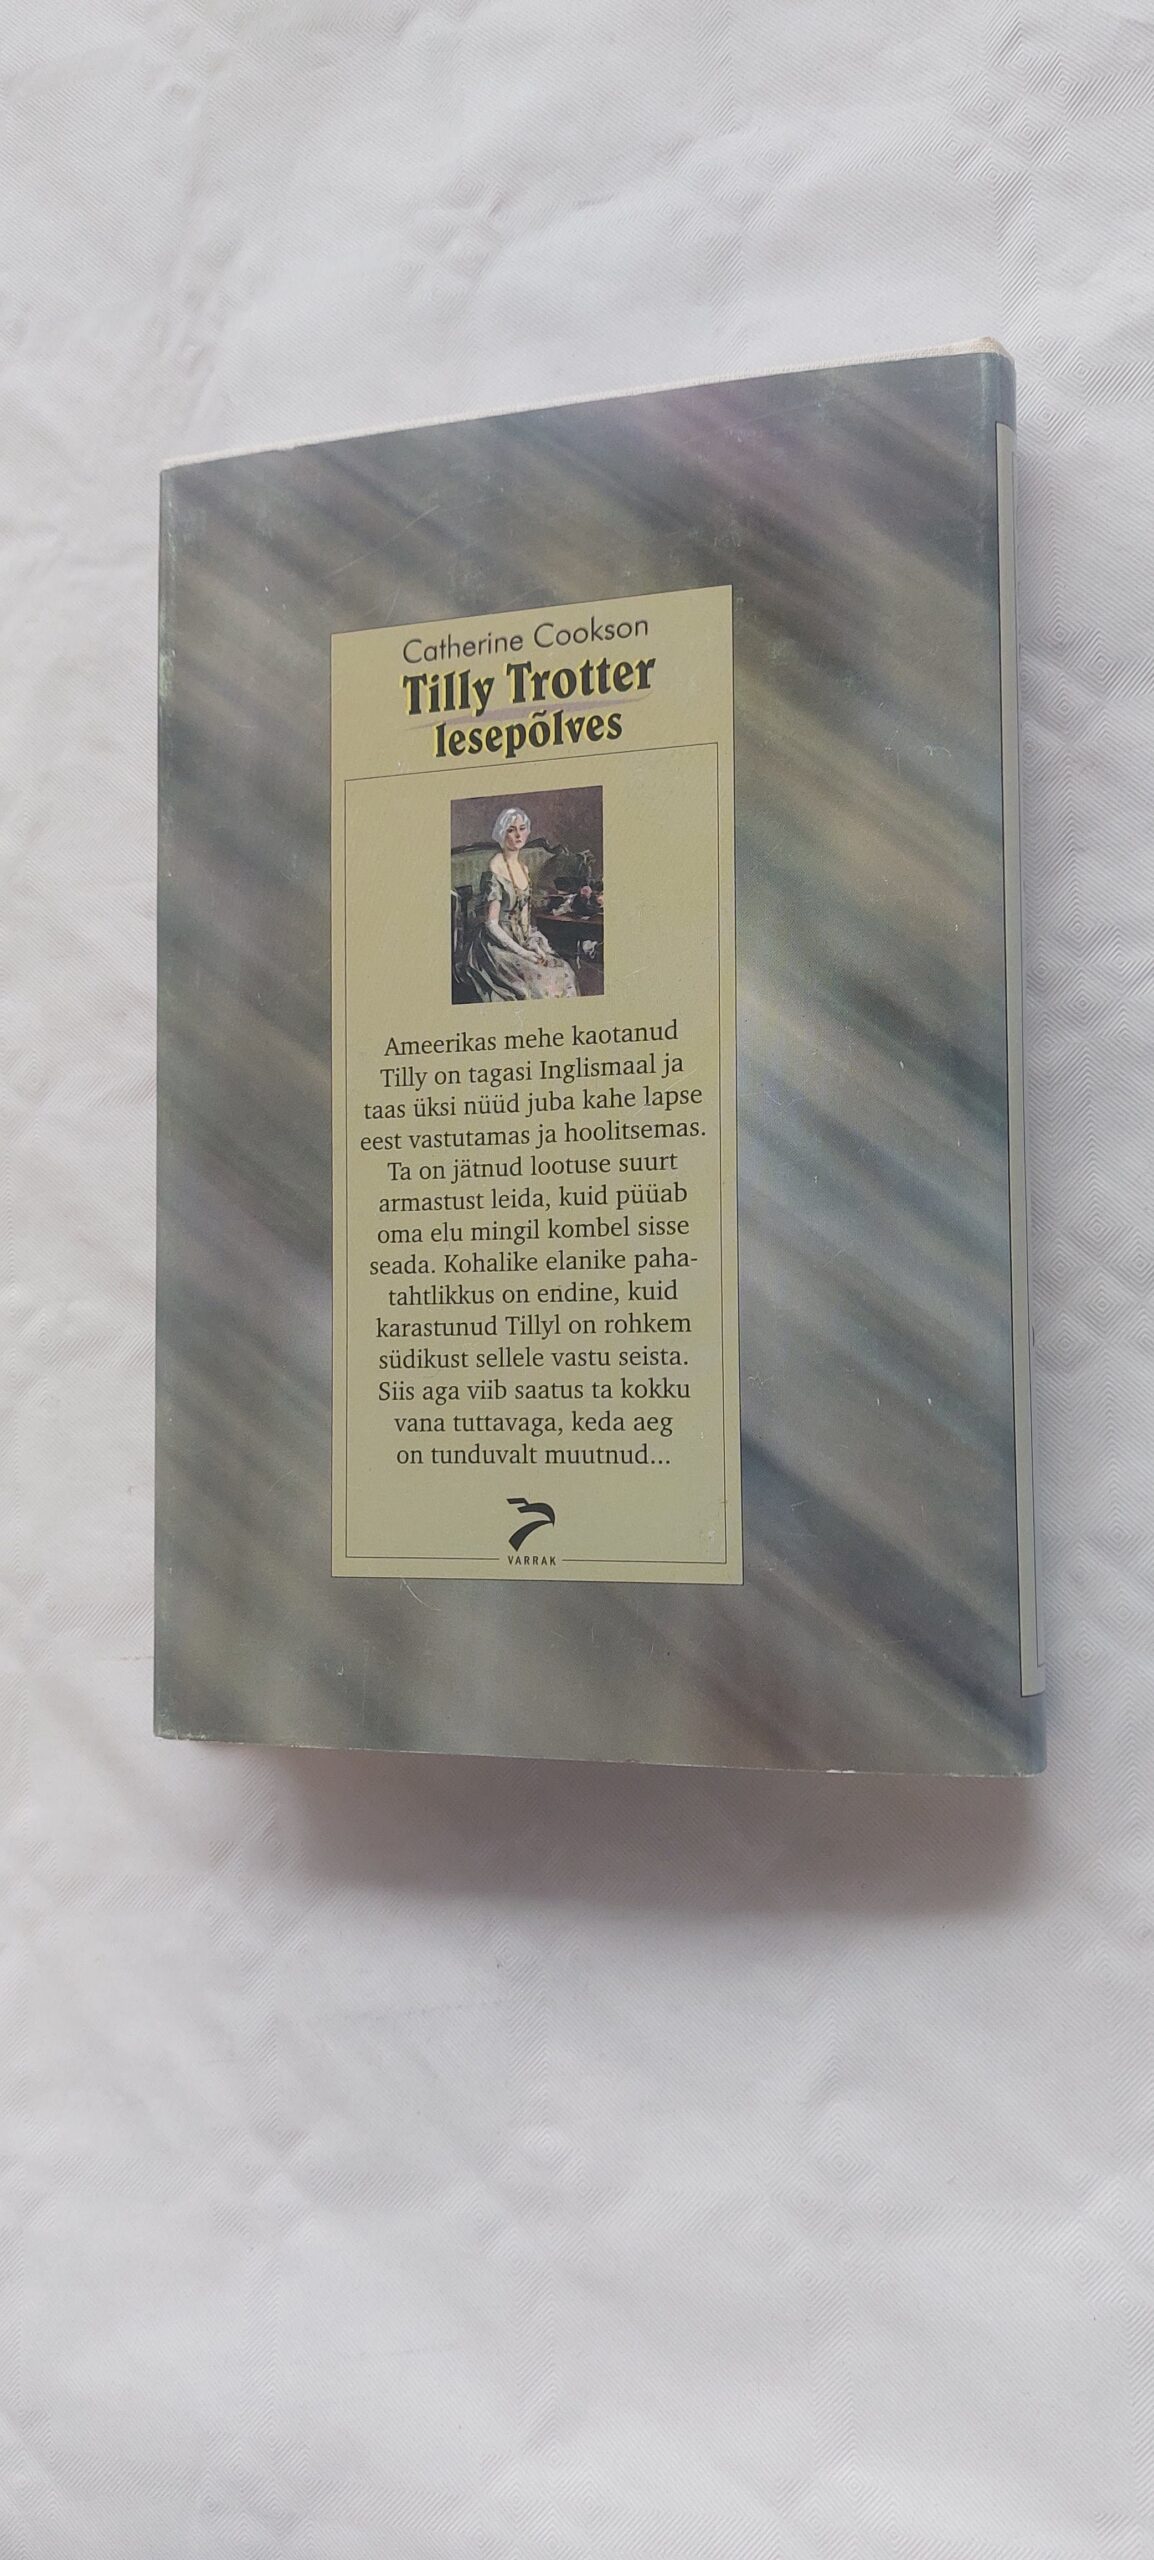 Catherine Cookson
Tilly Trotter
lesepõlves
Ameerikas mehe kaotanud
Tilly on tagasi Inglismaal ja
taas üksi nüüd juba kahe lapse
eest vastutamas ja hoolitsemas.
Ta on jätnud lootuse suurt
armastust leida, kuid püüab
oma elu mingil kombel sisse
seada. Kohalike elanike paha-
tahtlikkus on endine, kuid
karastunud Tillyl on rohkem
südikust sellele vastu seista.
Siis aga viib saatus ta kokku
vana tuttavaga, keda aeg
on tunduvalt muutnud...
VARRAK